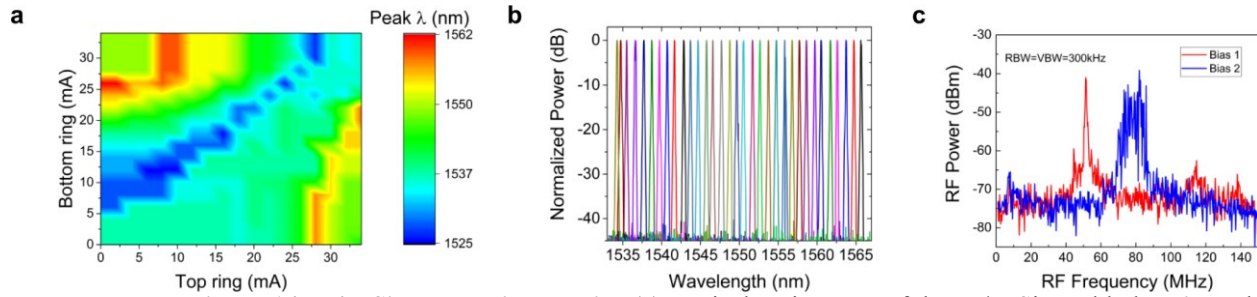 a
Peak λ (nm)
Bottom ring (mA)
30
25
20
15
10
5
0
0 5 10 15 20 25 30
Top ring (mA)
1562
1550
1537
1525
b
Normalized Power (dB)
0
-10
-20
-30
-40
1535 1540 1545 1550 1555 1560 1565
Wavelength (nm)
c
RF Power (dBm)
-30
-40
-50
-60
-70
-80
RBW=VBW=300kHz
Bias 1
Bias 2
0 20 40 60 80 100 120 140
RF Frequency (MHz)